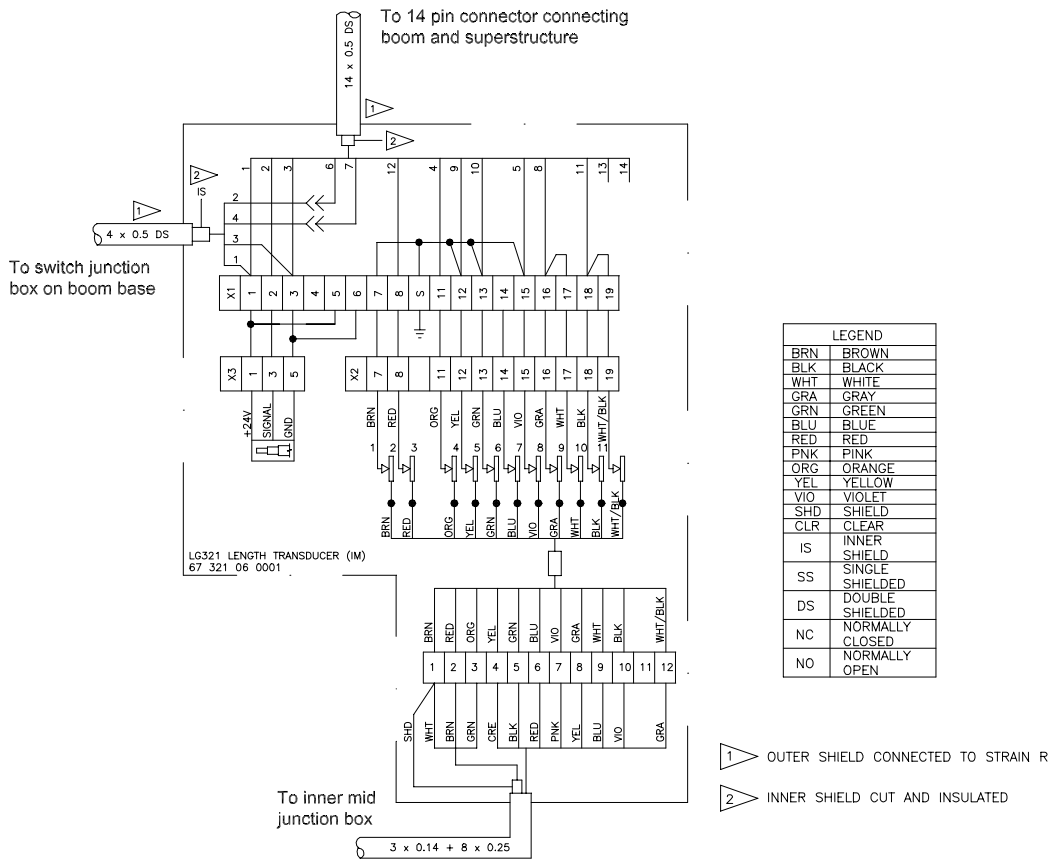 To 14 pin connector connecting
boom and superstructure
14 x 0.5 DS
1
2
1 2 3 6 7 12 4 9 10 5 8 11 13 14
2
IS
1
4 x 0.5 DS
2
4
3
1
To switch junction
box on boom base
X1 1 2 3 4 5 6 7 8 S 11 12 13 14 15 16 17 18 19
X3 1 3 5
X2 7 8 11 12 13 14 15 16 17 18 19
+24V SIGNAL GND
BRN RED ORG YEL GRN BLU VIO GRA WHT BLK WHT/BLK
1 2 3 4 5 6 7 8 9 10 11
BRN RED ORG YEL GRN BLU VIO GRA WHT BLK WHT/BLK
LG321 LENGTH TRANSDUCER (IM)
67 321 06 0001
BRN RED ORG YEL GRN BLU VIO GRA WHT BLK WHT/BLK
1 2 3 4 5 6 7 8 9 10 11 12
SHD WHT BRN GRN CRE BLK RED PNK YEL BLU VIO GRA
To inner mid
junction box
3 x 0.14 + 8 x 0.25
LEGEND
BRN BROWN
BLK BLACK
WHT WHITE
GRA GRAY
GRN GREEN
BLU BLUE
RED RED
PNK PINK
ORG ORANGE
YEL YELLOW
VIO VIOLET
SHD SHIELD
CLR CLEAR
IS INNER
SHIELD
SS SINGLE
SHIELDED
DS DOUBLE
SHIELDED
NC NORMALLY
CLOSED
NO NORMALLY
OPEN
1 OUTER SHIELD CONNECTED TO STRAIN R
2 INNER SHIELD CUT AND INSULATED